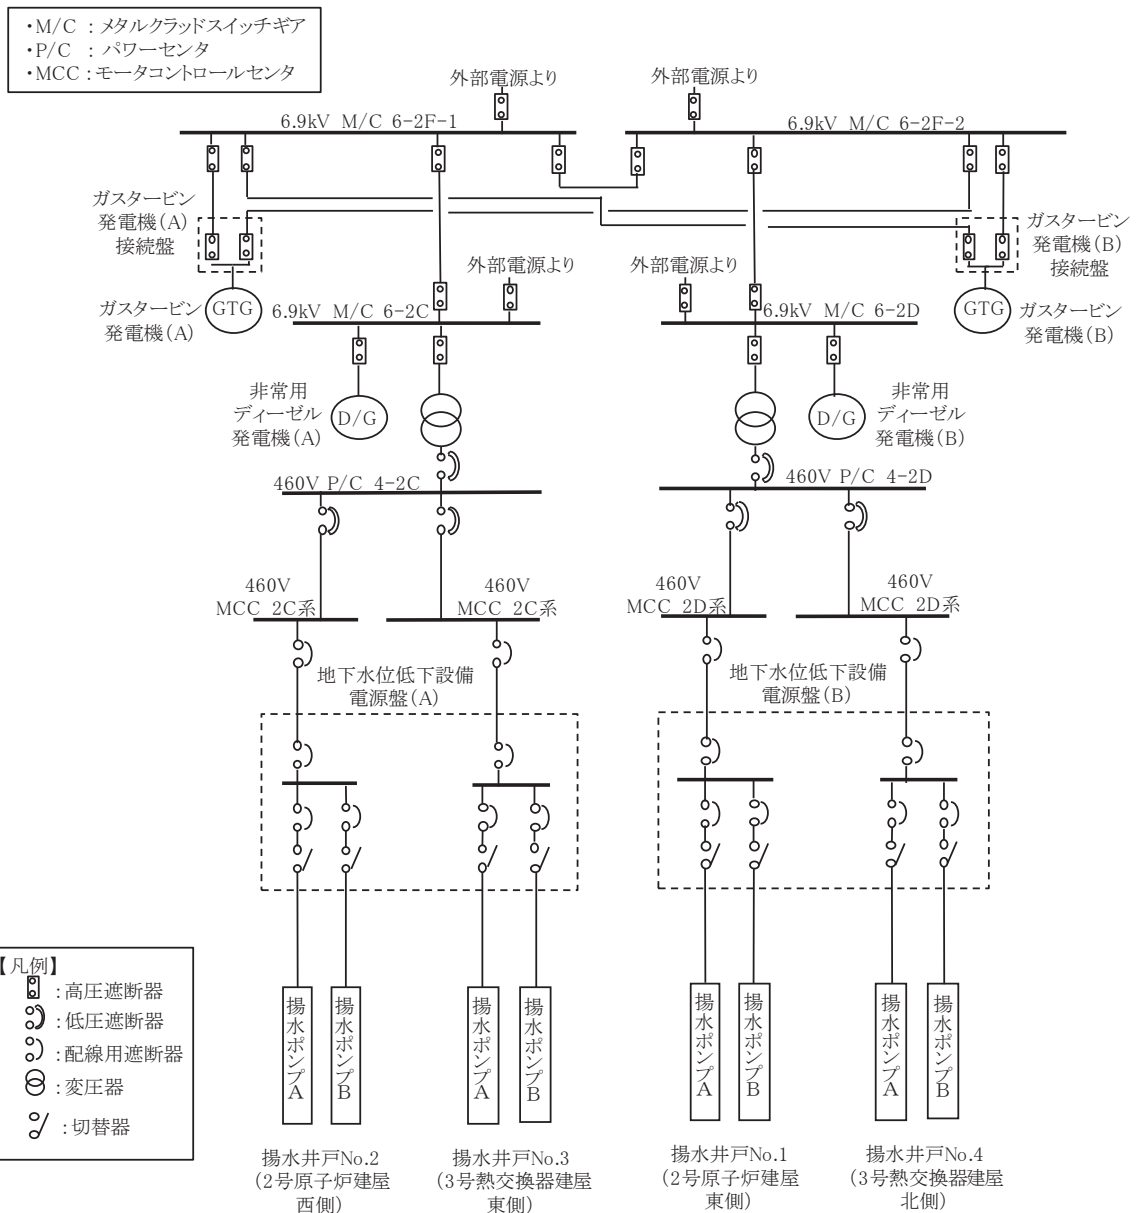 ・M/C : メタルクラッドスイッチギア
・P/C : パワーセンタ
・MCC : モータコントロールセンタ
外部電源より
外部電源より
6.9kV M/C 6-2F-1
6.9kV M/C 6-2F-2
ガスタービン
発電機(A)
接続盤
ガスタービン
発電機(B)
接続盤
外部電源より
外部電源より
ガスタービン
発電機(A)
GTG
6.9kV M/C 6-2C
6.9kV M/C 6-2D
GTG
ガスタービン
発電機(B)
非常用
ディーゼル
発電機(A)
D/G
D/G
非常用
ディーゼル
発電機(B)
460V P/C 4-2C
460V P/C 4-2D
460V
MCC 2C系
460V
MCC 2C系
460V
MCC 2D系
460V
MCC 2D系
地下水位低下設備
電源盤(A)
地下水位低下設備
電源盤(B)
【凡例】
:高圧遮断器
:低圧遮断器
:配線用遮断器
:変圧器
:切替器
揚水ポンプA
揚水ポンプB
揚水ポンプA
揚水ポンプB
揚水ポンプA
揚水ポンプB
揚水ポンプA
揚水ポンプB
揚水井戸No.2
(2号原子炉建屋
西側)
揚水井戸No.3
(3号熱交換器建屋
東側)
揚水井戸No.1
(2号原子炉建屋
東側)
揚水井戸No.4
(3号熱交換器建屋
北側)